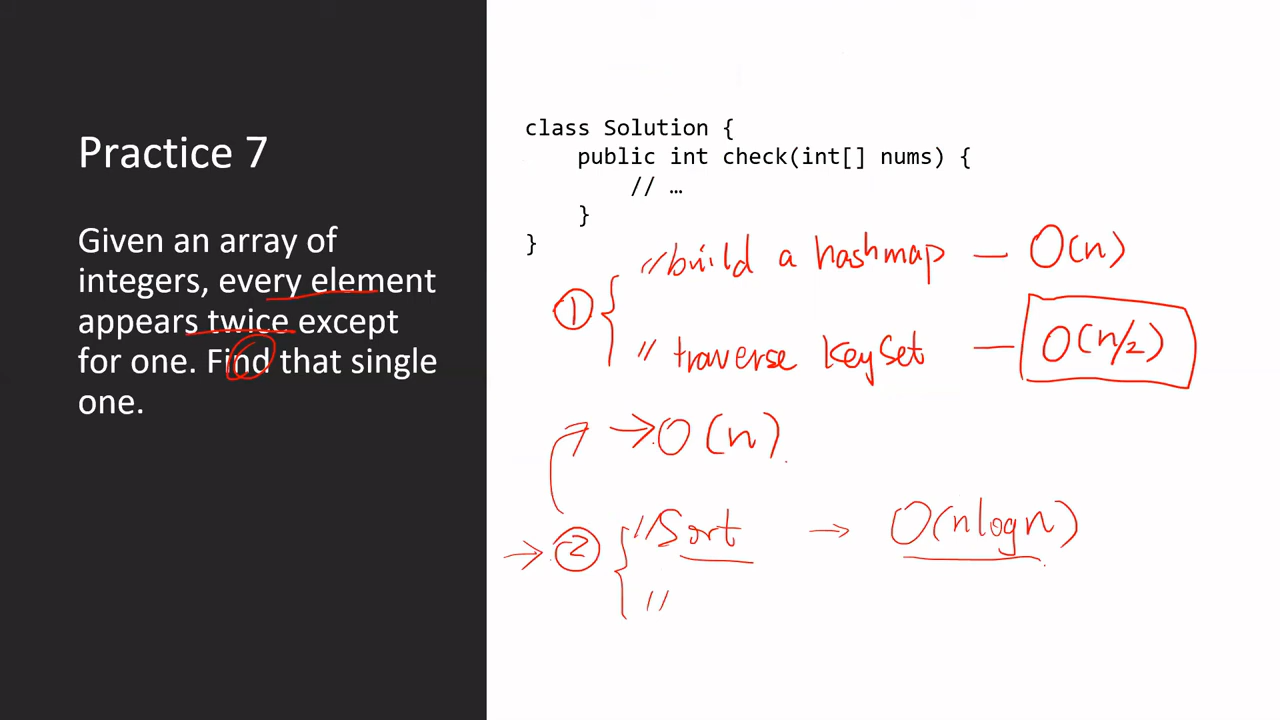 Practice 7
Given an array of
integers, every element
appears twice except
for one. Find that single
one.
class Solution {
public int check(int[] nums) {
// …
}
}
// build a hashmap — O(n)
①
// traverse KeySet — O(n/2)
→ O(n)
→ ② // Sort → O(nlogn)
//